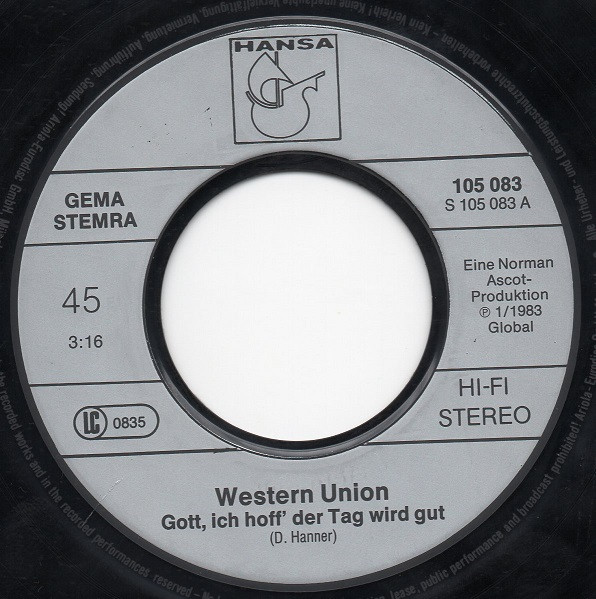 HANSA
GEMA
STEMRA
105 083
S 105 083 A
45
3:16
Eine Norman
Ascot-
Produktion
℗ 1/1983
Global
LC 0835
HI-FI
STEREO
Western Union
Gott, ich hoff' der Tag wird gut
(D. Hanner)